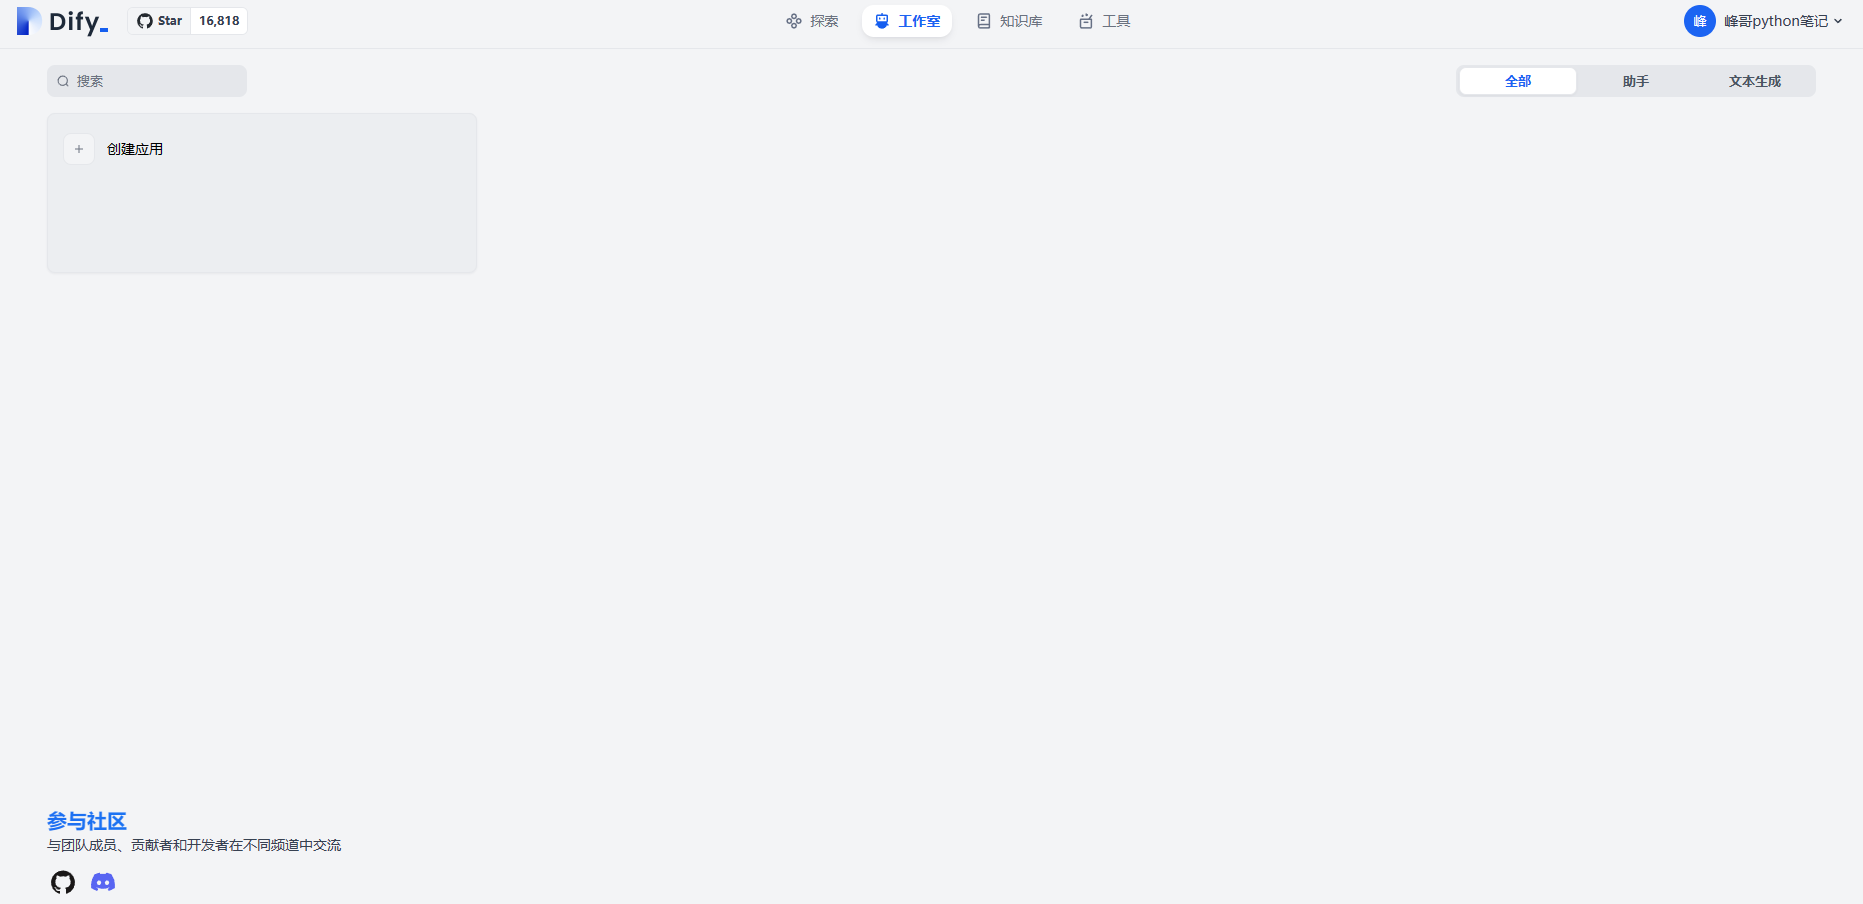 Dify_
Star 16,818
探索
工作室
知识库
工具
峰 峰哥python笔记
搜索
全部
助手
文本生成
+ 创建应用
参与社区
与团队成员、贡献者和开发者在不同频道中交流